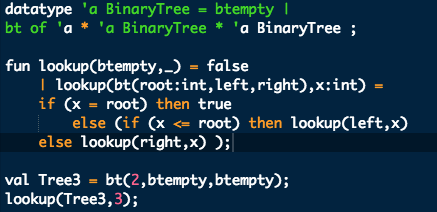 datatype 'a BinaryTree = btempty |
bt of 'a * 'a BinaryTree * 'a BinaryTree ;
fun lookup(btempty,_) = false
| lookup(bt(root:int,left,right),x:int) =
if (x = root) then true
else (if (x <= root) then lookup(left,x)
else lookup(right,x) );
val Tree3 = bt(2,btempty,btempty);
lookup(Tree3,3);